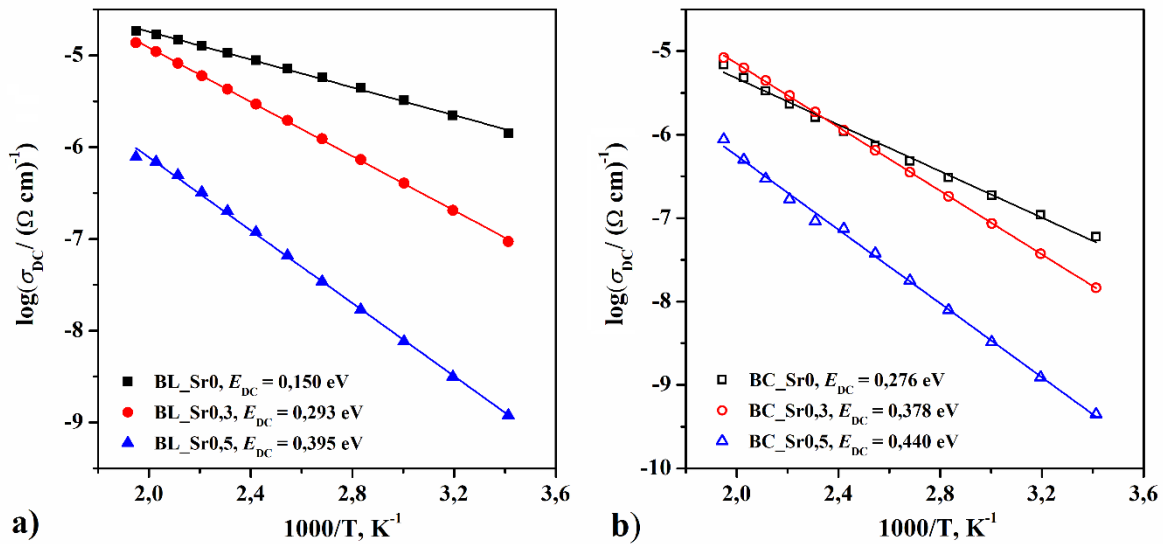 log(σDC/ (Ω cm)⁻¹)
-5
-6
-7
-8
-9
BL_Sr0, EDC = 0,150 eV
BL_Sr0,3, EDC = 0,293 eV
BL_Sr0,5, EDC = 0,395 eV
2,0 2,4 2,8 3,2 3,6
1000/T, K⁻¹
a)
log(σDC/ (Ω cm)⁻¹)
-5
-6
-7
-8
-9
-10
BC_Sr0, EDC = 0,276 eV
BC_Sr0,3, EDC = 0,378 eV
BC_Sr0,5, EDC = 0,440 eV
2,0 2,4 2,8 3,2 3,6
1000/T, K⁻¹
b)